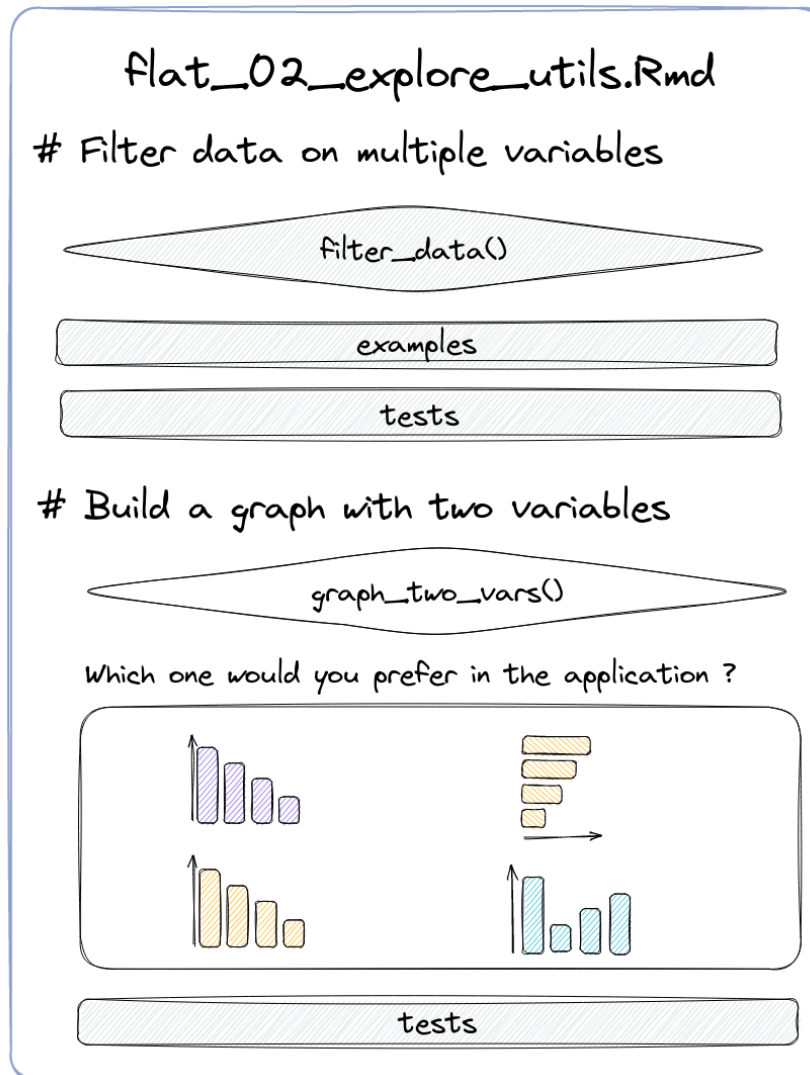 flat_02_explore_utils.Rmd
# Filter data on multiple variables
filter_data()
examples
tests
# Build a graph with two variables
graph_two_vars()
Which one would you prefer in the application ?
tests